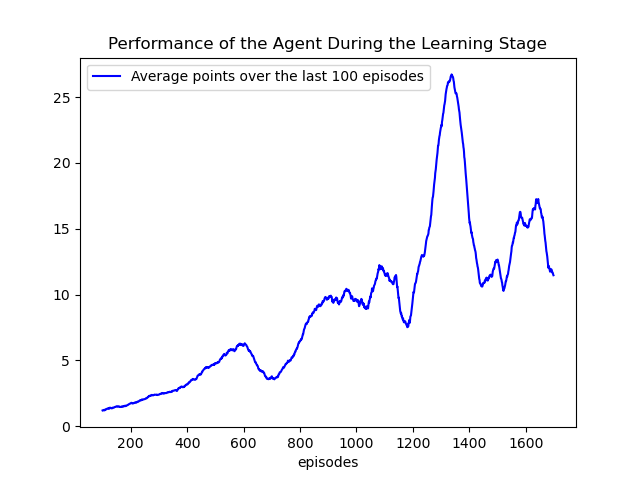 Performance of the Agent During the Learning Stage
Average points over the last 100 episodes
25
20
15
10
5
0
200 400 600 800 1000 1200 1400 1600
episodes